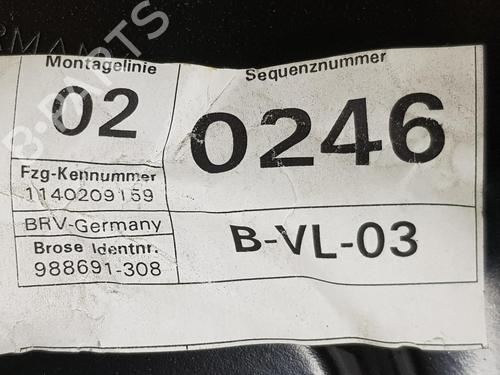 Montagelinie
Sequenznummer
02
0246
Fzg-Kennummer
1140209159
BRV-Germany
B-VL-03
Brose Identnr.
988691-308
B-PARTS